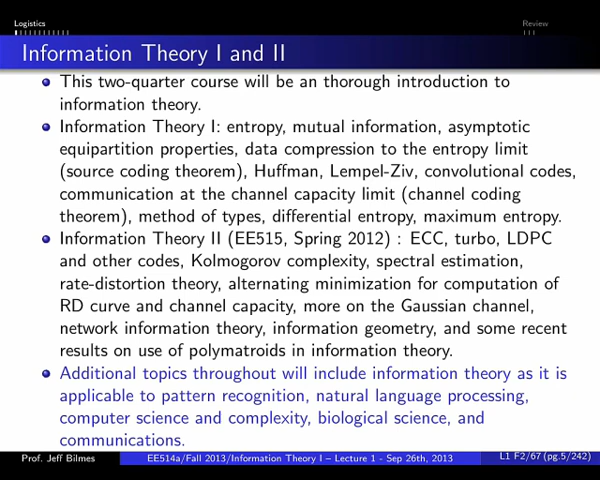 Logistics
Review
Information Theory I and II
This two-quarter course will be an thorough introduction to
information theory.
Information Theory I: entropy, mutual information, asymptotic
equipartition properties, data compression to the entropy limit
(source coding theorem), Huffman, Lempel-Ziv, convolutional codes,
communication at the channel capacity limit (channel coding
theorem), method of types, differential entropy, maximum entropy.
Information Theory II (EE515, Spring 2012) : ECC, turbo, LDPC
and other codes, Kolmogorov complexity, spectral estimation,
rate-distortion theory, alternating minimization for computation of
RD curve and channel capacity, more on the Gaussian channel,
network information theory, information geometry, and some recent
results on use of polymatroids in information theory.
Additional topics throughout will include information theory as it is
applicable to pattern recognition, natural language processing,
computer science and complexity, biological science, and
communications.
Prof. Jeff Bilmes
EE514a/Fall 2013/Information Theory I – Lecture 1 - Sep 26th, 2013
L1 F2/67 (pg.5/242)